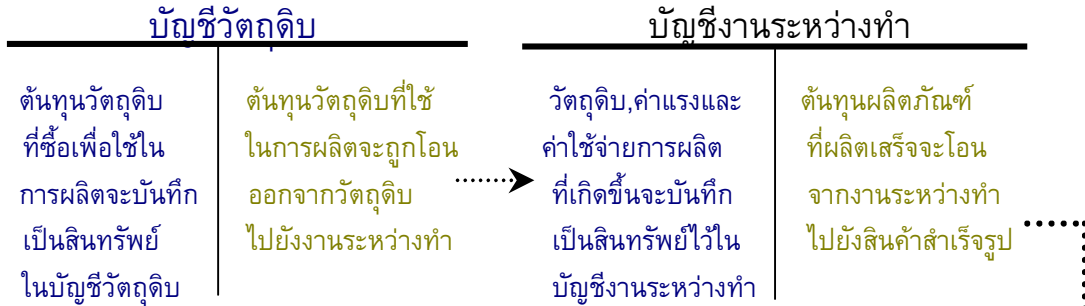 บัญชีวัตถุดิบ
ต้นทุนวัตถุดิบ
ที่ซื้อเพื่อใช้ใน
การผลิตจะบันทึก
เป็นสินทรัพย์
ในบัญชีวัตถุดิบ
ต้นทุนวัตถุดิบที่ใช้
ในการผลิตจะถูกโอน
ออกจากวัตถุดิบ
ไปยังงานระหว่างทำ
บัญชีงานระหว่างทำ
วัตถุดิบ,ค่าแรงและ
ค่าใช้จ่ายการผลิต
ที่เกิดขึ้นจะบันทึก
เป็นสินทรัพย์ไว้ใน
บัญชีงานระหว่างทำ
ต้นทุนผลิตภัณฑ์
ที่ผลิตเสร็จจะโอน
จากงานระหว่างทำ
ไปยังสินค้าสำเร็จรูป